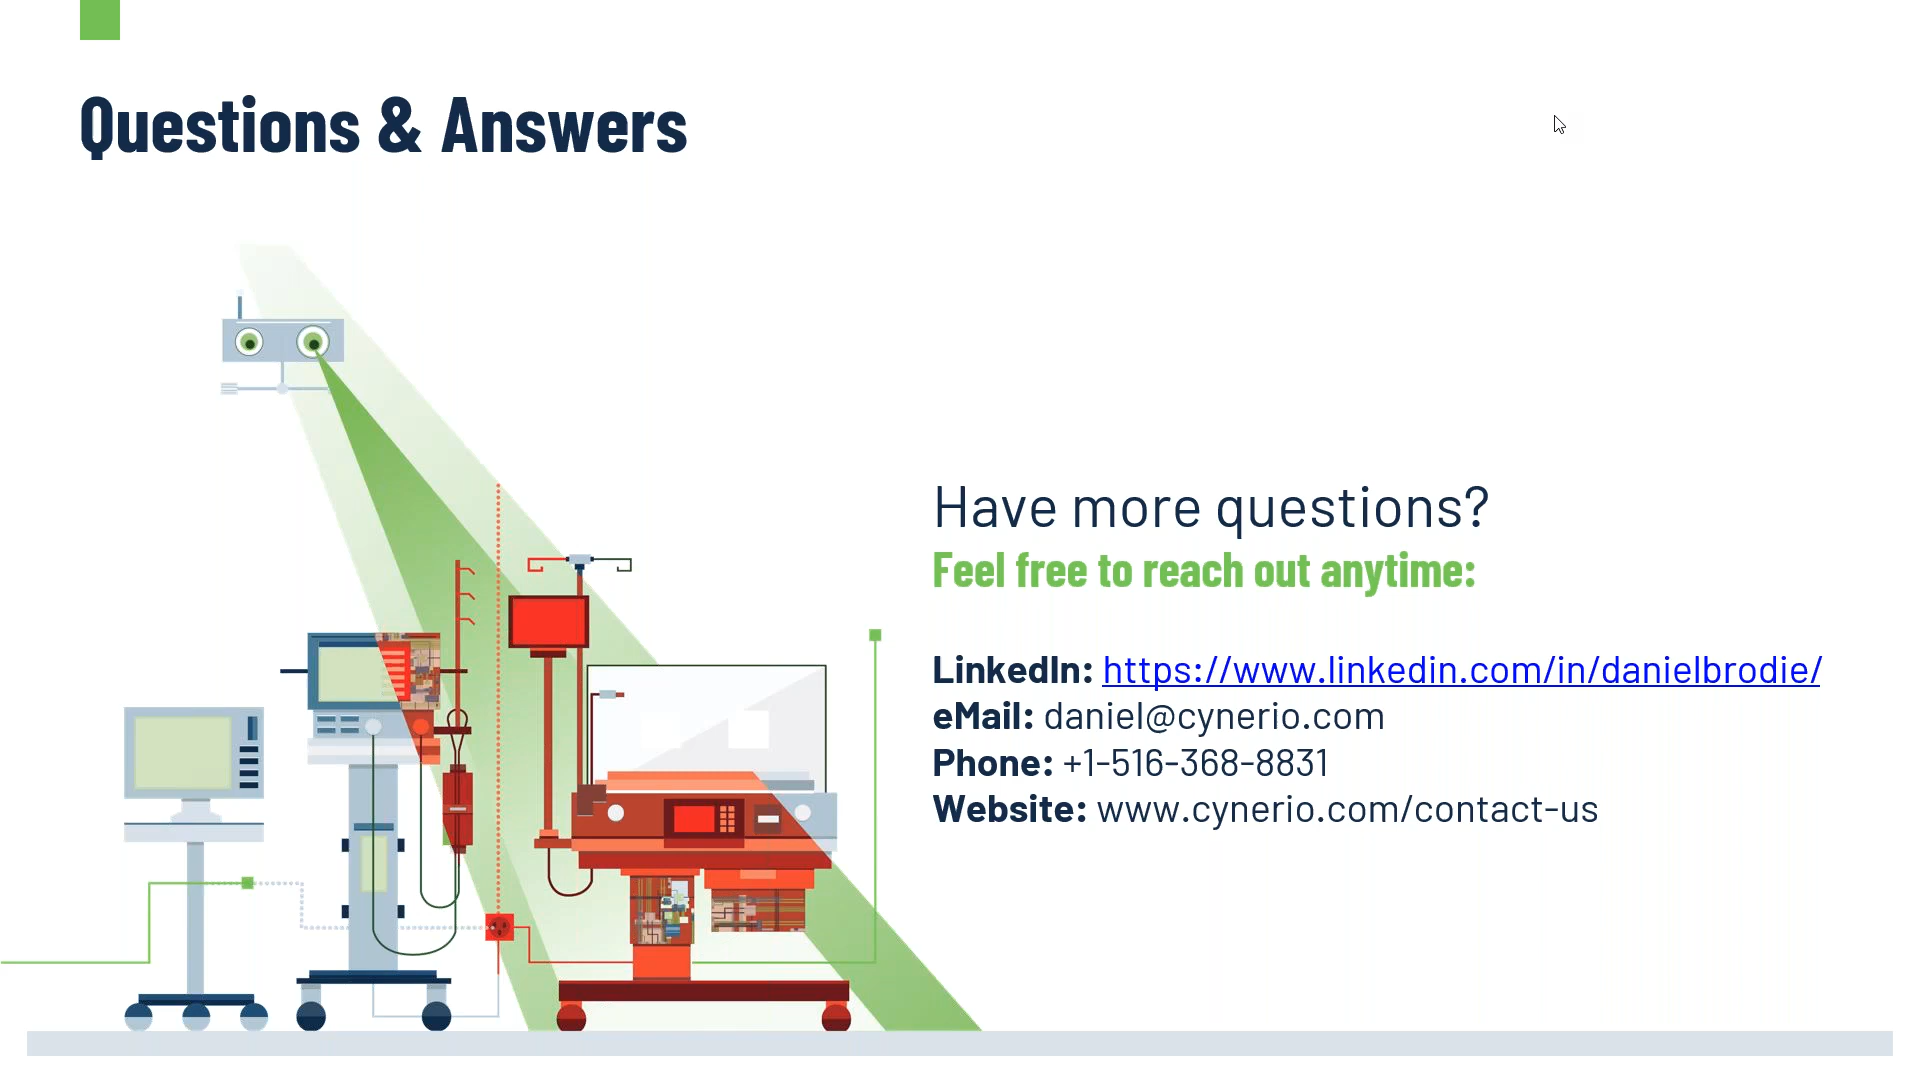 Questions & Answers
Have more questions?
Feel free to reach out anytime:
LinkedIn: https://www.linkedin.com/in/danielbrodie/
eMail: daniel@cynerio.com
Phone: +1-516-368-8831
Website: www.cynerio.com/contact-us